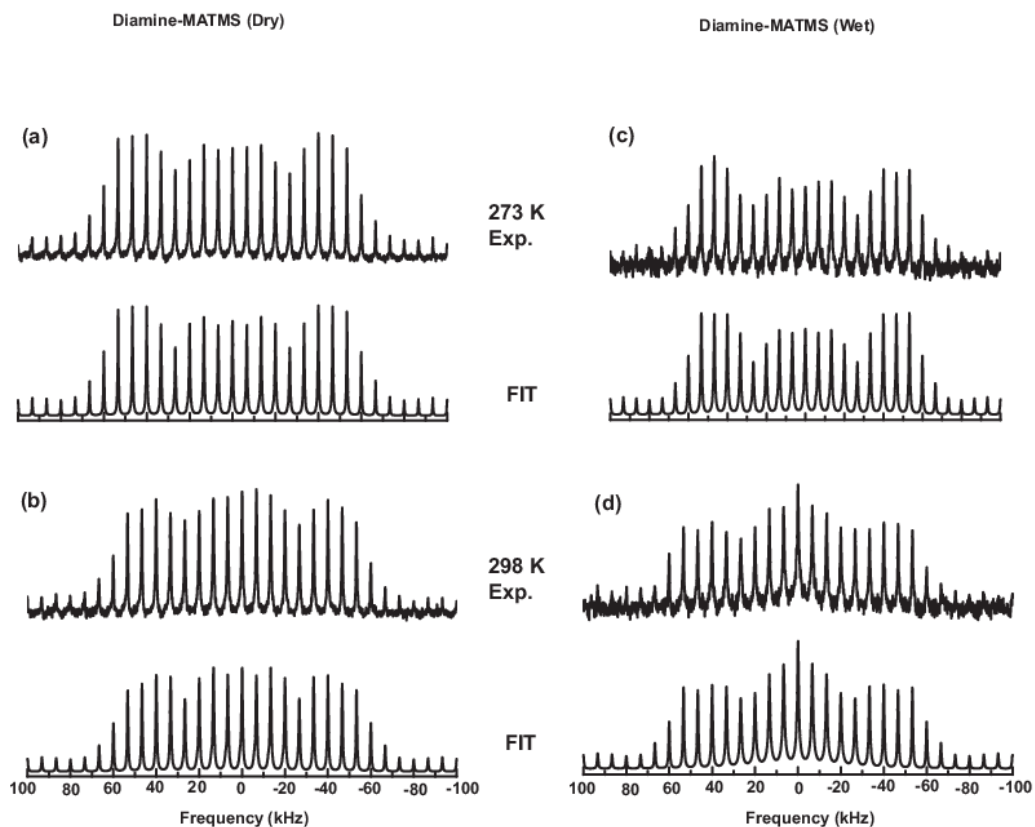 Diamine-MATMS (Dry)
Diamine-MATMS (Wet)
(a)
(c)
273 K
Exp.
FIT
(b)
(d)
298 K
Exp.
FIT
100 80 60 40 20 0 -20 -40 -60 -80 -100
100 80 60 40 20 0 -20 -40 -60 -80 -100
Frequency (kHz)
Frequency (kHz)